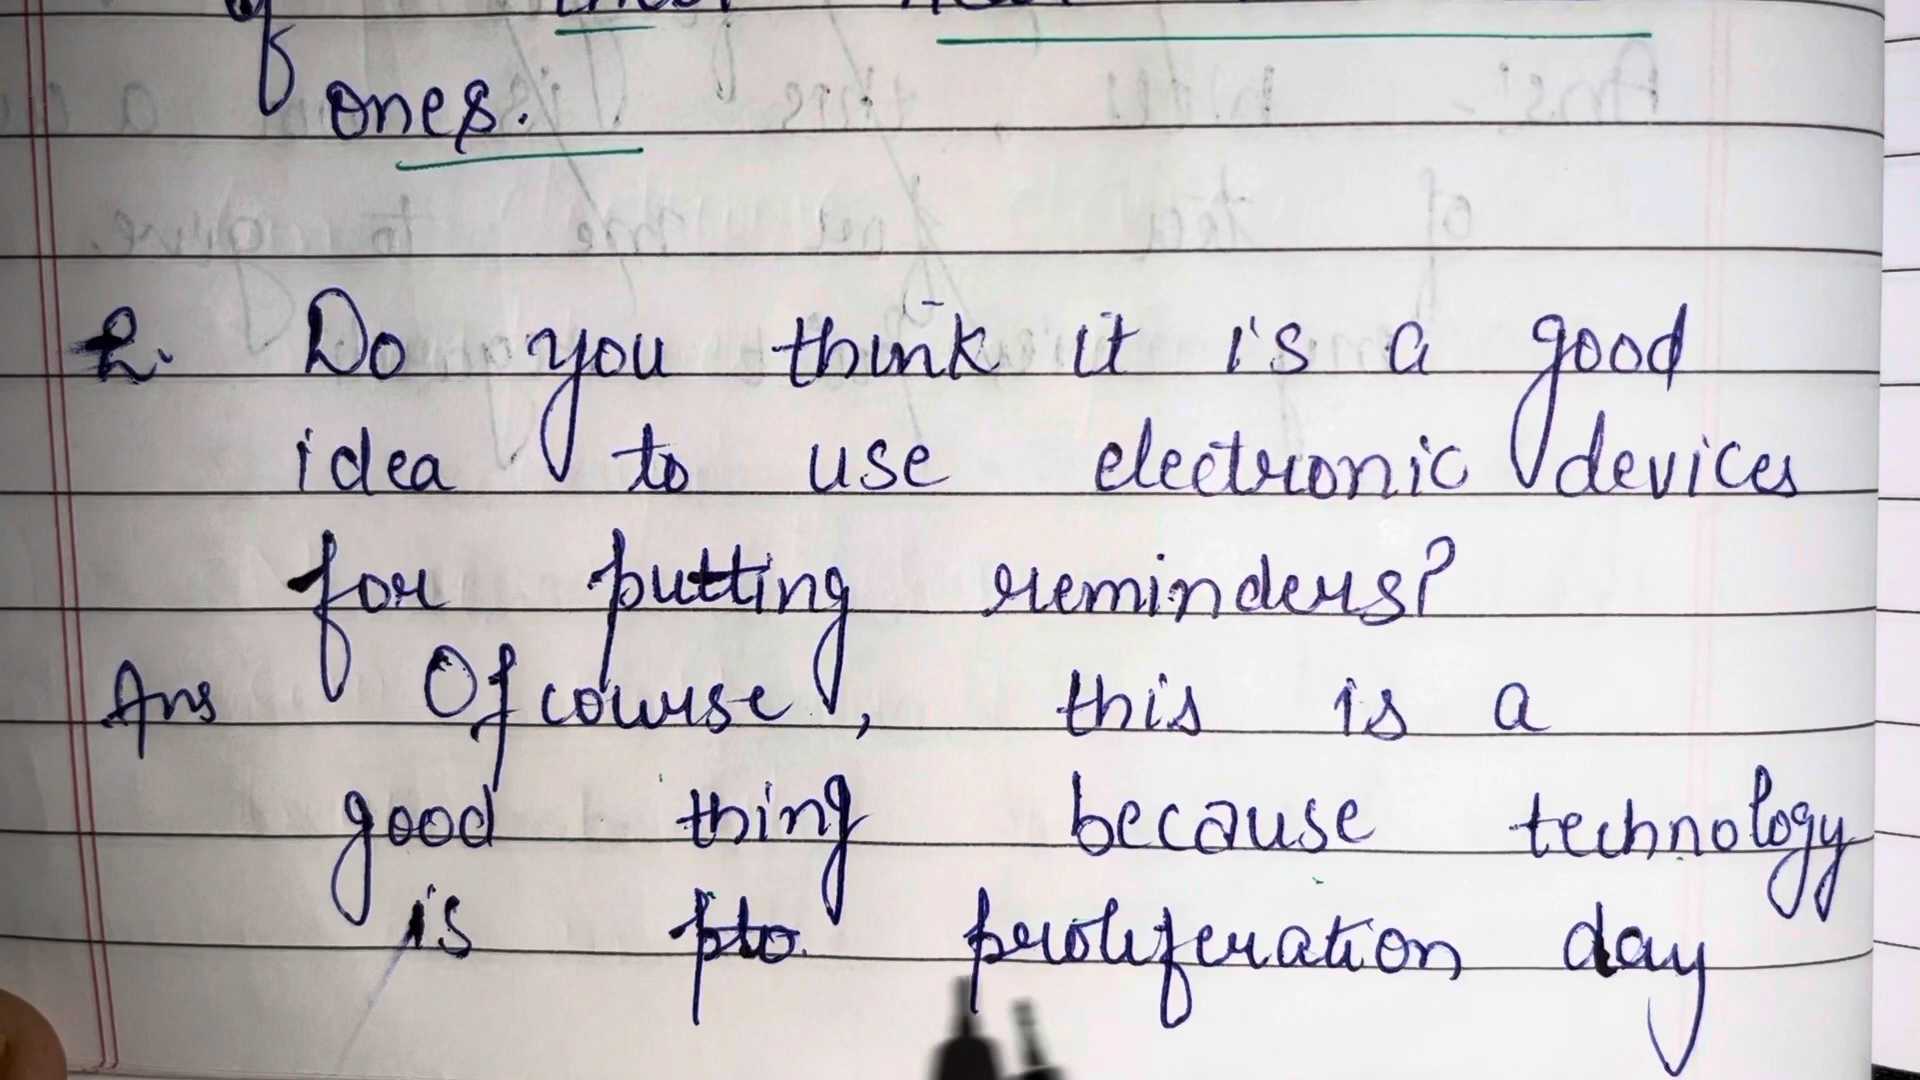 of
ones.
2. Do you think it is a good
idea to use electronic devices
for putting reminders?
Ans Of course, this is a
good thing because technology
is proliferation day